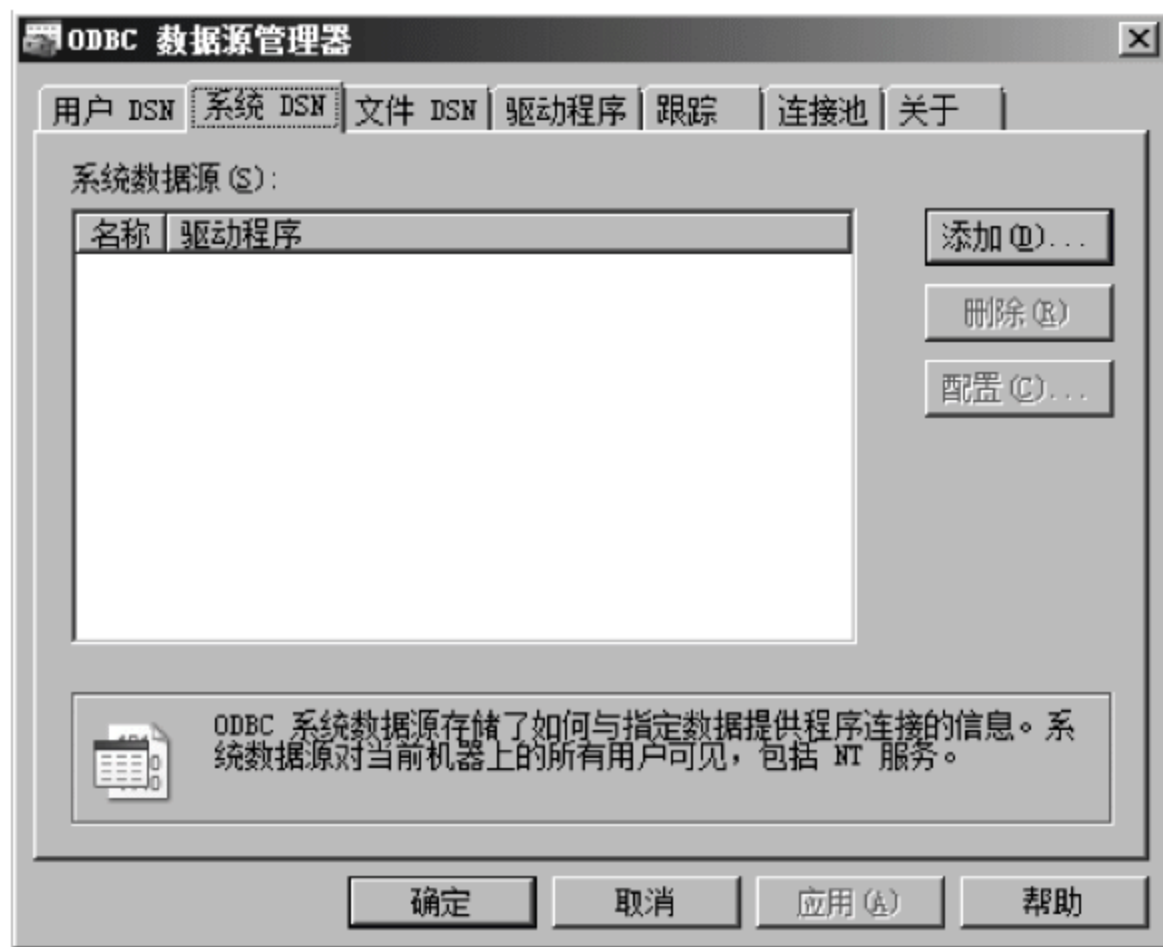 ODBC 数据源管理器
用户 DSN 系统 DSN 文件 DSN 驱动程序 跟踪 连接池 关于
系统数据源(S):
名称 驱动程序
添加(D)...
删除(R)
配置(C)...
ODBC 系统数据源存储了如何与指定数据提供程序连接的信息。系
统数据源对当前机器上的所有用户可见，包括 NT 服务。
确定 取消 应用(A) 帮助